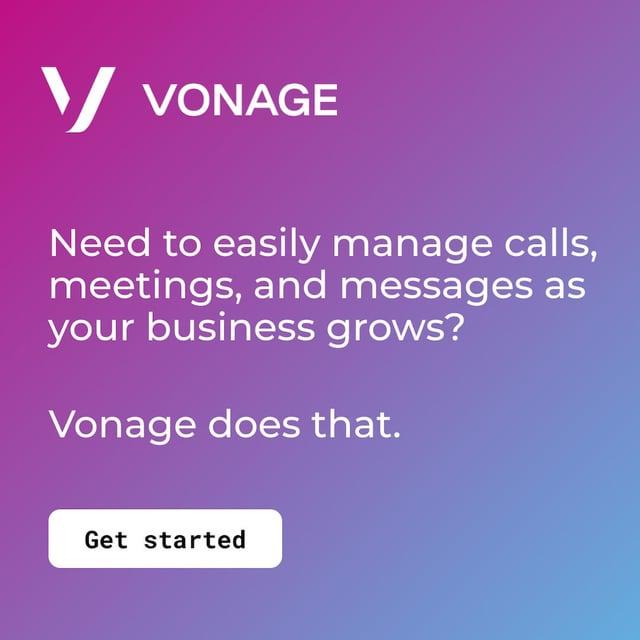 VONAGE
Need to easily manage calls,
meetings, and messages as
your business grows?
Vonage does that.
Get started